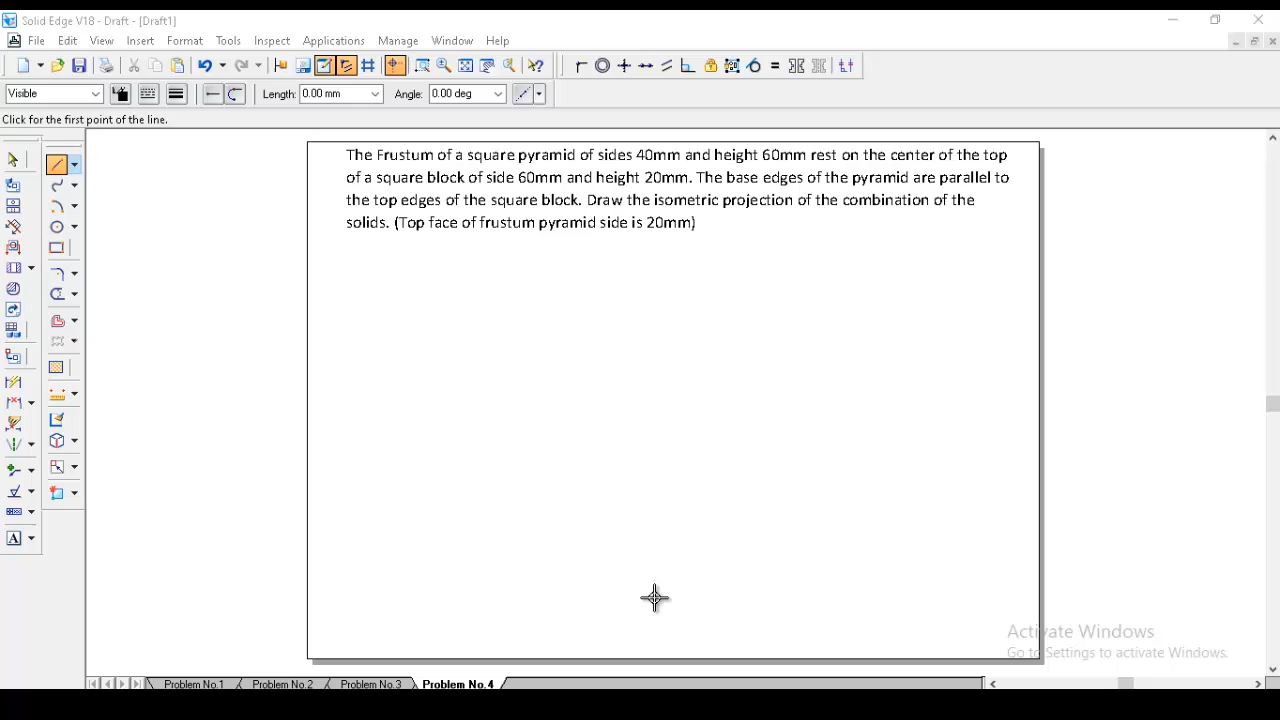 Solid Edge V18 - Draft - [Draft1]
File Edit View Insert Format Tools Inspect Applications Manage Window Help
Visible Length: 0.00 mm Angle: 0.00 deg
Click for the first point of the line.
The Frustum of a square pyramid of sides 40mm and height 60mm rest on the center of the top
of a square block of side 60mm and height 20mm. The base edges of the pyramid are parallel to
the top edges of the square block. Draw the isometric projection of the combination of the
solids. (Top face of frustum pyramid side is 20mm)
A
Activate Windows
Go to Settings to activate Windows.
Problem No.1 Problem No.2 Problem No.3 Problem No.4